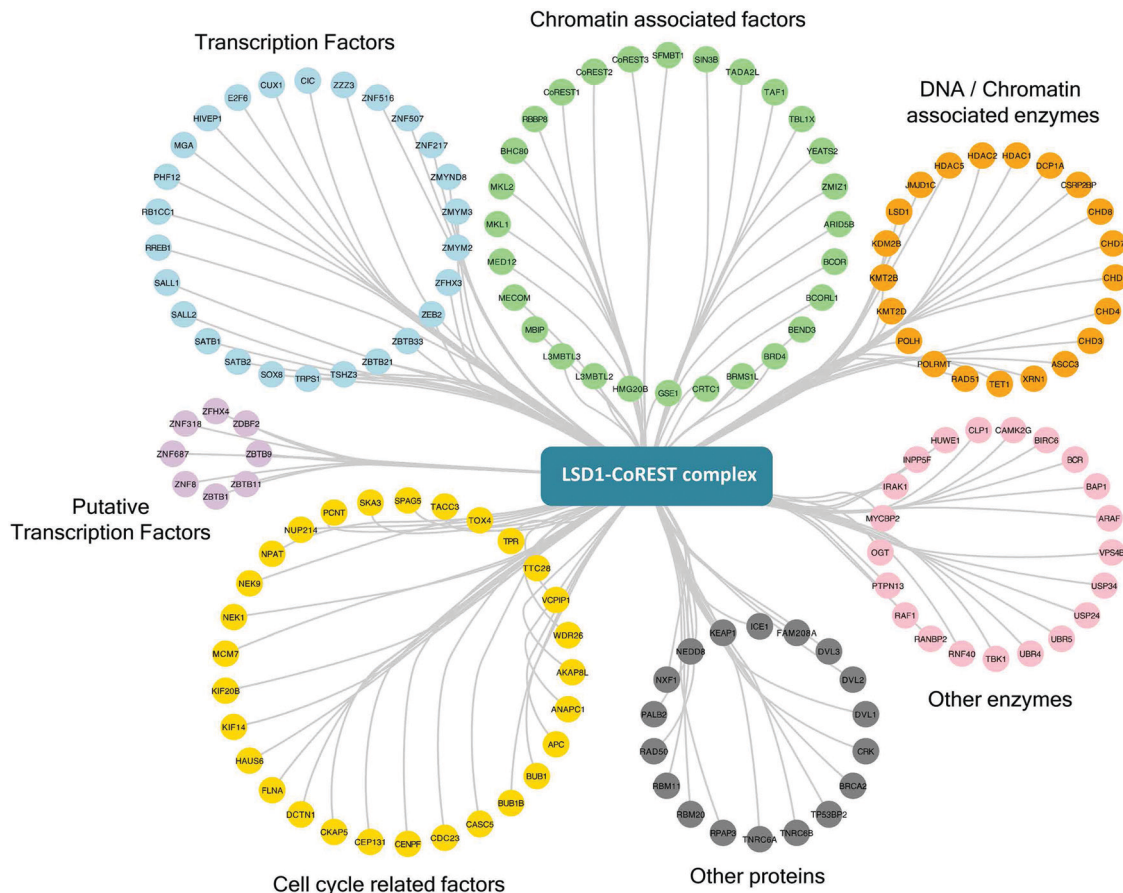 Transcription Factors
CIC
ZZZ3
ZNF516
ZNF507
ZNF217
ZMYND8
ZMYM3
ZMYM2
ZFHX3
ZEB2
ZBTB33
ZBTB21
TSHZ3
TRPS1
SOX8
SATB2
SATB1
SALL2
SALL1
RREB1
RB1CC1
PHF12
MGA
HIVEP1
E2F6
CUX1
Chromatin associated factors
SFMBT1
SIN3B
TADA2L
TAF1
TBL1X
YEATS2
ZMIZ1
ARID5B
BCOR
BCORL1
BEND3
BRD4
BRMS1L
CRTC1
GSE1
HMG20B
L3MBTL2
L3MBTL3
MBIP
MECOM
MED12
MKL1
MKL2
BHC80
RBBP8
CoREST1
CoREST2
CoREST3
DNA / Chromatin
associated enzymes
HDAC2
HDAC1
DCP1A
CSRP2BP
CHD8
CHD7
CHD
CHD4
CHD3
ASCC3
XRN1
TET1
RAD51
POLRMT
POLH
KMT2D
KMT2B
KDM2B
LSD1
JMJD1C
HDAC5
ZFHX4
ZDBF2
ZBTB9
ZBTB11
ZBTB1
ZNF8
ZNF687
ZNF318
Putative
Transcription Factors
LSD1-CoREST complex
CLP1
CAMK2G
BIRC6
BCR
BAP1
ARAF
VPS4B
USP34
USP24
UBR5
UBR4
TBK1
RNF40
RANBP2
RAF1
PTPN13
OGT
MYCBP2
IRAK1
INPP5F
HUWE1
Other enzymes
SKA3
SPAG5
TACC3
TOX4
TPR
TTC28
VCPIP1
WDR26
AKAP8L
ANAPC1
APC
BUB1
BUB1B
CASC5
CDC23
CENPF
CEP131
CKAP5
DCTN1
FLNA
HAUS6
KIF14
KIF20B
MCM7
NEK1
NEK9
NPAT
NUP214
PCNT
Cell cycle related factors
ICE1
FAM208A
DVL3
DVL2
DVL1
CRK
BRCA2
TP53BP2
TNRC6B
TNRC6A
RPAP3
RBM20
RBM11
RAD50
PALB2
NXF1
NEDD8
KEAP1
Other proteins